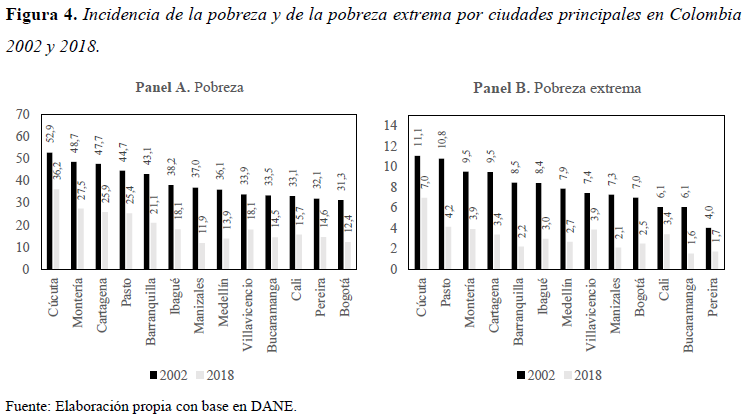 Figura 4. Incidencia de la pobreza y de la pobreza extrema por ciudades principales en Colombia
2002 y 2018.
Panel A. Pobreza
70
60
50
40
30
20
10
0
52,9
36,2
48,7
27,5
47,7
25,9
44,7
25,4
43,1
21,1
38,2
18,1
37,0
11,9
36,1
13,9
33,9
18,1
33,5
14,5
33,1
15,7
32,1
14,6
31,3
12,4
Cúcuta
Montería
Cartagena
Pasto
Barranquilla
Ibagué
Manizales
Medellín
Villavicencio
Bucaramanga
Cali
Pereira
Bogotá
2002 2018
Panel B. Pobreza extrema
14
12
10
8
6
4
2
0
11,1
7,0
10,8
4,2
9,5
3,9
9,5
3,4
8,5
2,2
8,4
3,0
7,9
2,7
7,4
3,9
7,3
2,1
7,0
2,5
6,1
3,4
6,1
1,6
4,0
1,7
Cúcuta
Pasto
Montería
Cartagena
Barranquilla
Ibagué
Medellín
Villavicencio
Manizales
Bogotá
Cali
Bucaramanga
Pereira
2002 2018
Fuente: Elaboración propia con base en DANE.